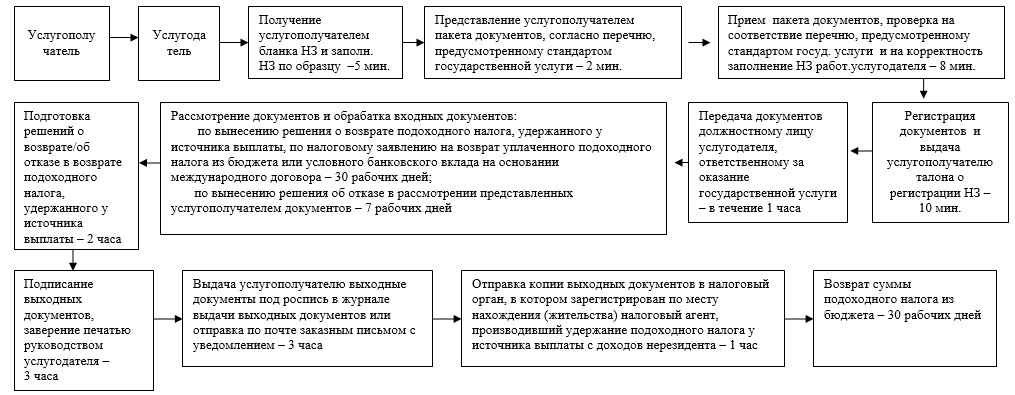 Услугополу
чатель
Услугода
тель
Получение
услугополучателем
бланка НЗ и заполн.
НЗ по образцу –5 мин.
Представление услугополучателем
пакета документов, согласно перечню,
предусмотренному стандартом
государственной услуги – 2 мин.
Прием пакета документов, проверка на
соответствие перечню, предусмотренному
стандартом госуд. услуги и на корректность
заполнение НЗ работ.услугодателя – 8 мин.
Регистрация
документов и
выдача
услугополучателю
талона о
регистрации НЗ –
10 мин.
Передача документов
должностному лицу
услугодателя,
ответственному за
оказание
государственной услуги
– в течение 1 часа
Рассмотрение документов и обрабатка входных документов:
по вынесению решения о возврате подоходного налога, удержанного у
источника выплаты, по налоговому заявлению на возврат уплаченного подоходного
налога из бюджета или условного банковского вклада на основании
международного договора – 30 рабочих дней;
по вынесению решения об отказе в рассмотрении представленных
услугополучателем документов – 7 рабочих дней
Подготовка
решений о
возврате/об
отказе в возврате
подоходного
налога,
удержанного у
источника
выплаты – 2 часа
Подписание
выходных
документов,
заверение печатью
руководством
услугодателя –
3 часа
Выдача услугополучателю выходные
документы под роспись в журнале
выдачи выходных документов или
отправка по почте заказным письмом с
уведомлением – 3 часа
Отправка копии выходных документов в налоговый
орган, в котором зарегистрирован по месту
нахождения (жительства) налоговый агент,
производивший удержание подоходного налога у
источника выплаты с доходов нерезидента – 1 час
Возврат суммы
подоходного налога из
бюджета – 30 рабочих дней